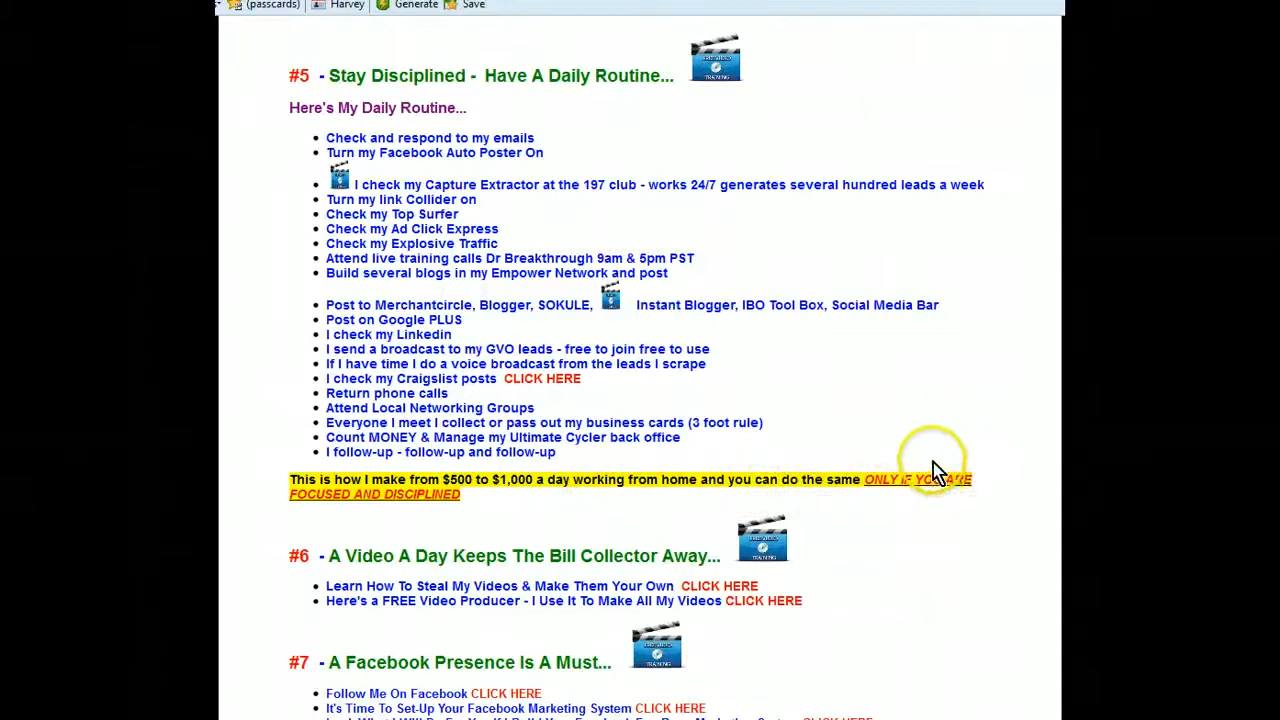 (passcards) Harvey Generate Save
#5 - Stay Disciplined - Have A Daily Routine...
Here's My Daily Routine...
Check and respond to my emails
Turn my Facebook Auto Poster On
I check my Capture Extractor at the 197 club - works 24/7 generates several hundred leads a week
Turn my link Collider on
Check my Top Surfer
Check my Ad Click Express
Check my Explosive Traffic
Attend live training calls Dr Breakthrough 9am & 5pm PST
Build several blogs in my Empower Network and post
Post to Merchantcircle, Blogger, SOKULE, Instant Blogger, IBO Tool Box, Social Media Bar
Post on Google PLUS
I check my Linkedin
I send a broadcast to my GVO leads - free to join free to use
If I have time I do a voice broadcast from the leads I scrape
I check my Craigslist posts CLICK HERE
Return phone calls
Attend Local Networking Groups
Everyone I meet I collect or pass out my business cards (3 foot rule)
Count MONEY & Manage my Ultimate Cycler back office
I follow-up - follow-up and follow-up
This is how I make from $500 to $1,000 a day working from home and you can do the same ONLY IF YOU ARE
FOCUSED AND DISCIPLINED
#6 - A Video A Day Keeps The Bill Collector Away...
Learn How To Steal My Videos & Make Them Your Own CLICK HERE
Here's a FREE Video Producer - I Use It To Make All My Videos CLICK HERE
#7 - A Facebook Presence Is A Must...
Follow Me On Facebook CLICK HERE
It's Time To Set-Up Your Facebook Marketing System CLICK HERE